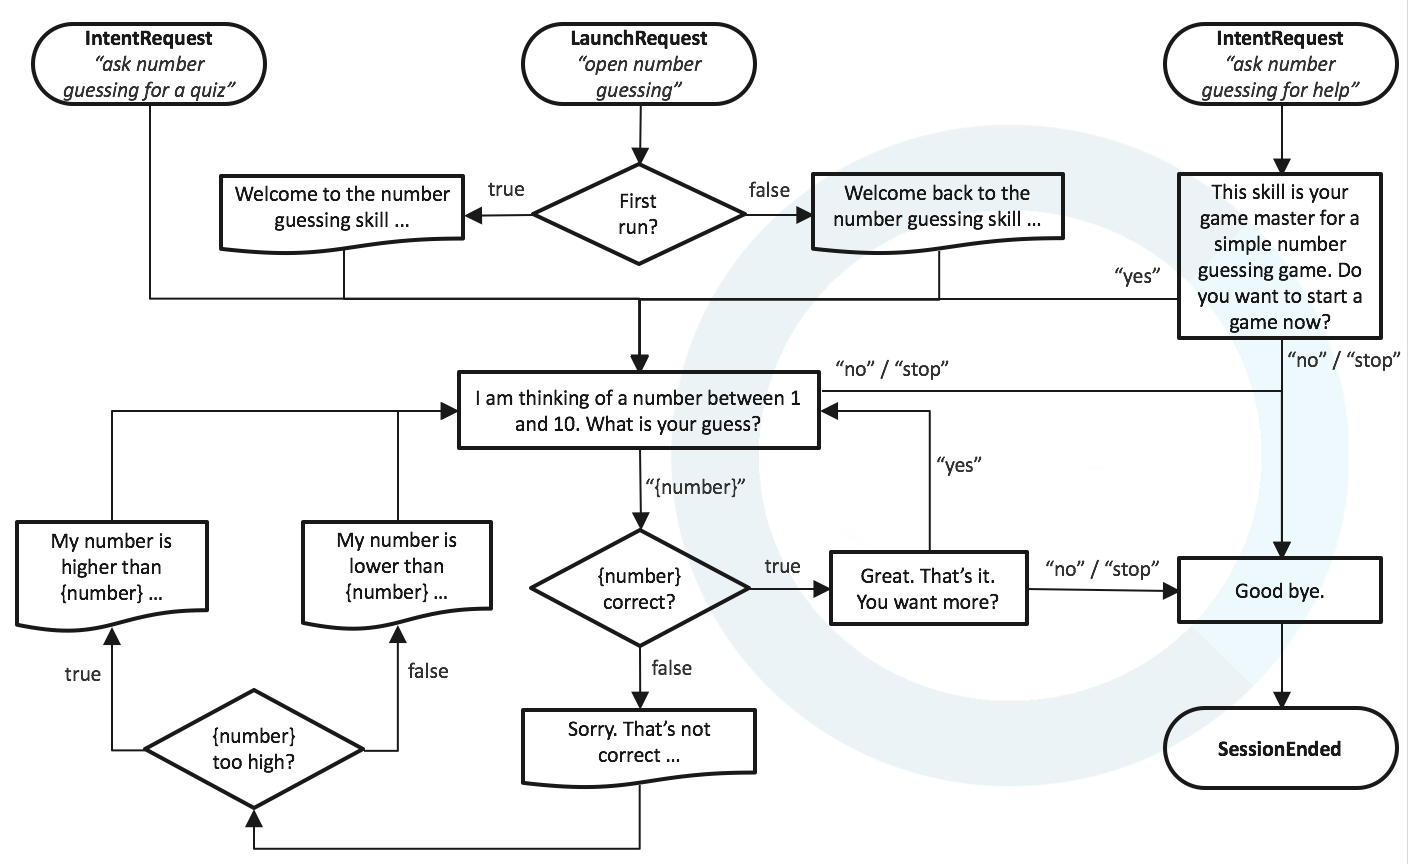 IntentRequest
“ask number
guessing for a quiz”
LaunchRequest
“open number
guessing”
IntentRequest
“ask number
guessing for help”
Welcome to the number
guessing skill ...
true
First
run?
false
Welcome back to the
number guessing skill ...
This skill is your
game master for a
simple number
guessing game. Do
you want to start a
game now?
“yes”
“no” / “stop”
“no” / “stop”
I am thinking of a number between 1
and 10. What is your guess?
“{number}”
“yes”
My number is
higher than
{number} ...
My number is
lower than
{number} ...
{number}
correct?
true
Great. That’s it.
You want more?
“no” / “stop”
Good bye.
true
false
false
{number}
too high?
Sorry. That’s not
correct ...
SessionEnded